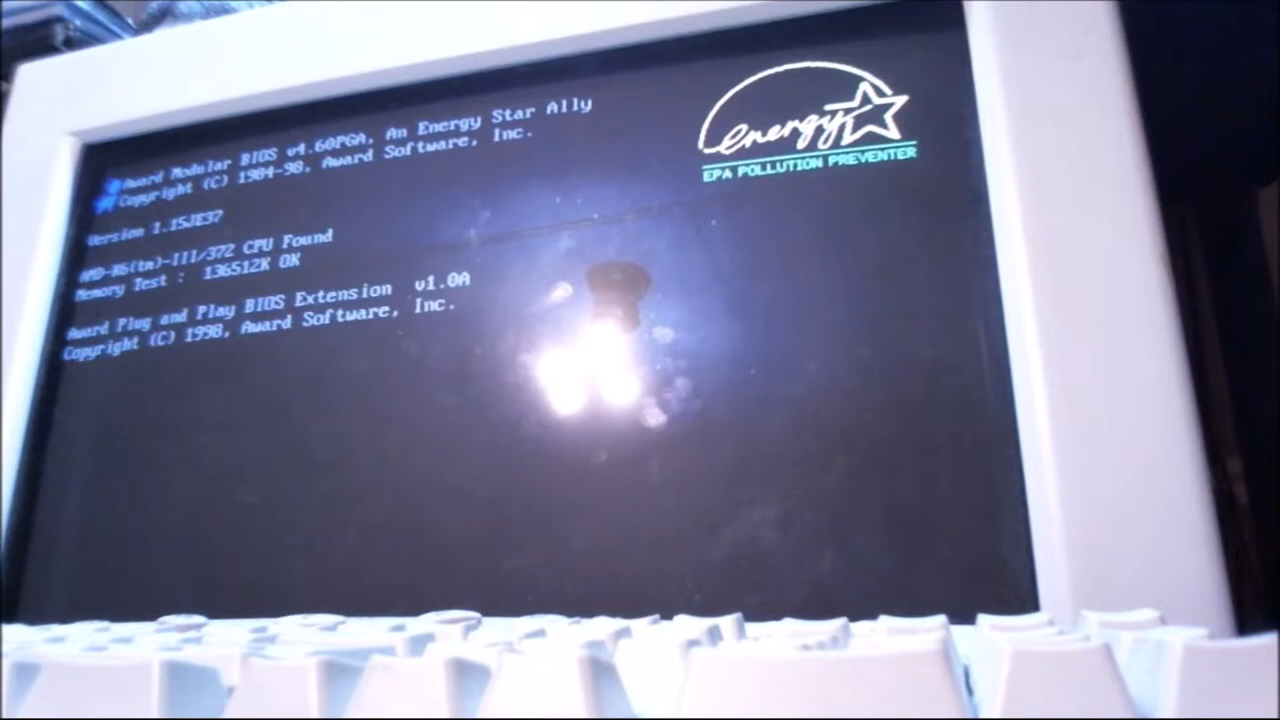 Award Modular BIOS v4.60PGA, An Energy Star Ally
Copyright (C) 1984-98, Award Software, Inc.
energy
EPA POLLUTION PREVENTER
Version 1.15JE37
AMD-K6(tm)-III/372 CPU Found
Memory Test : 136512K OK
Award Plug and Play BIOS Extension v1.0A
Copyright (C) 1998, Award Software, Inc.